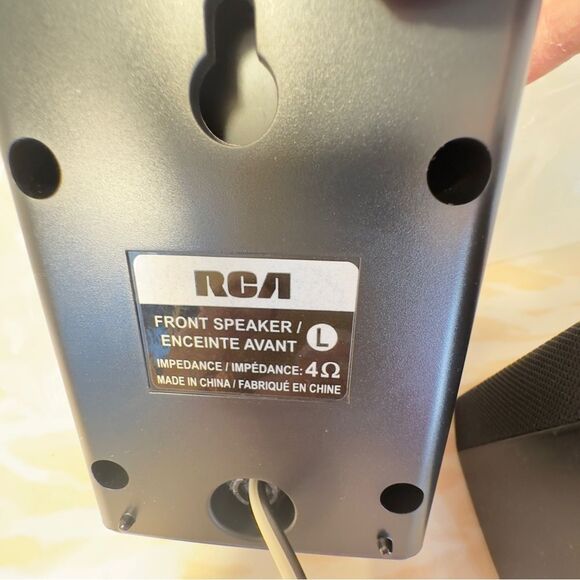 RCA
FRONT SPEAKER /
ENCEINTE AVANT L
IMPEDANCE / IMPÉDANCE: 4Ω
MADE IN CHINA / FABRIQUÉ EN CHINE